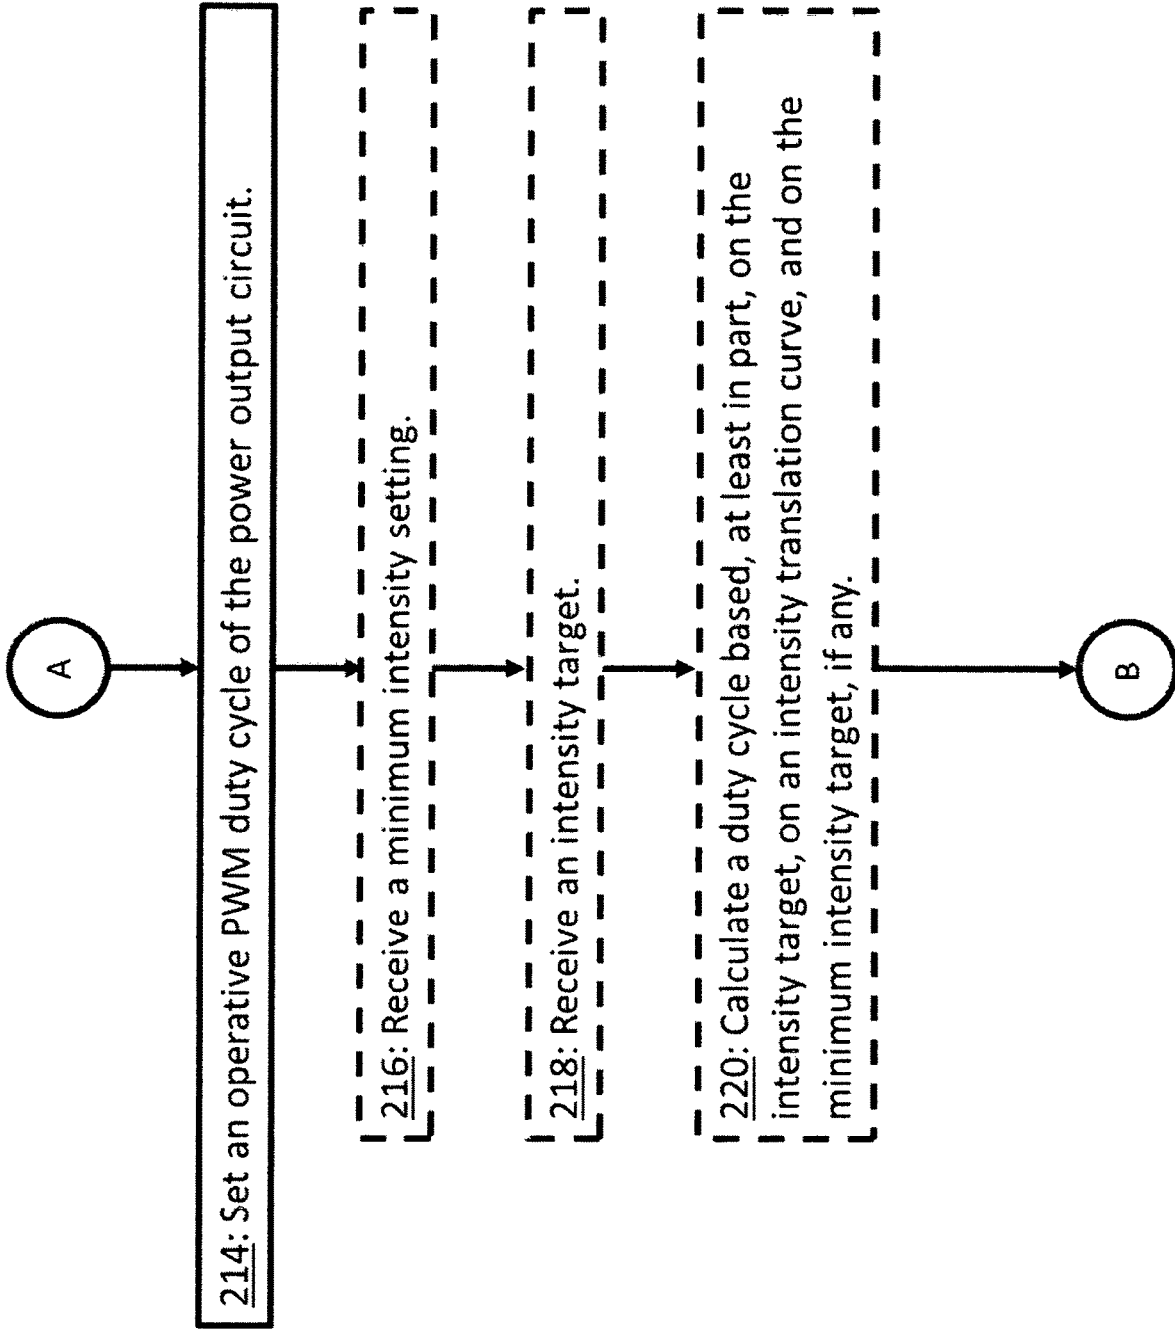 A
214: Set an operative PWM duty cycle of the power output circuit.
216: Receive a minimum intensity setting.
218: Receive an intensity target.
220: Calculate a duty cycle based, at least in part, on the
intensity target, on an intensity translation curve, and on the
minimum intensity target, if any.
B